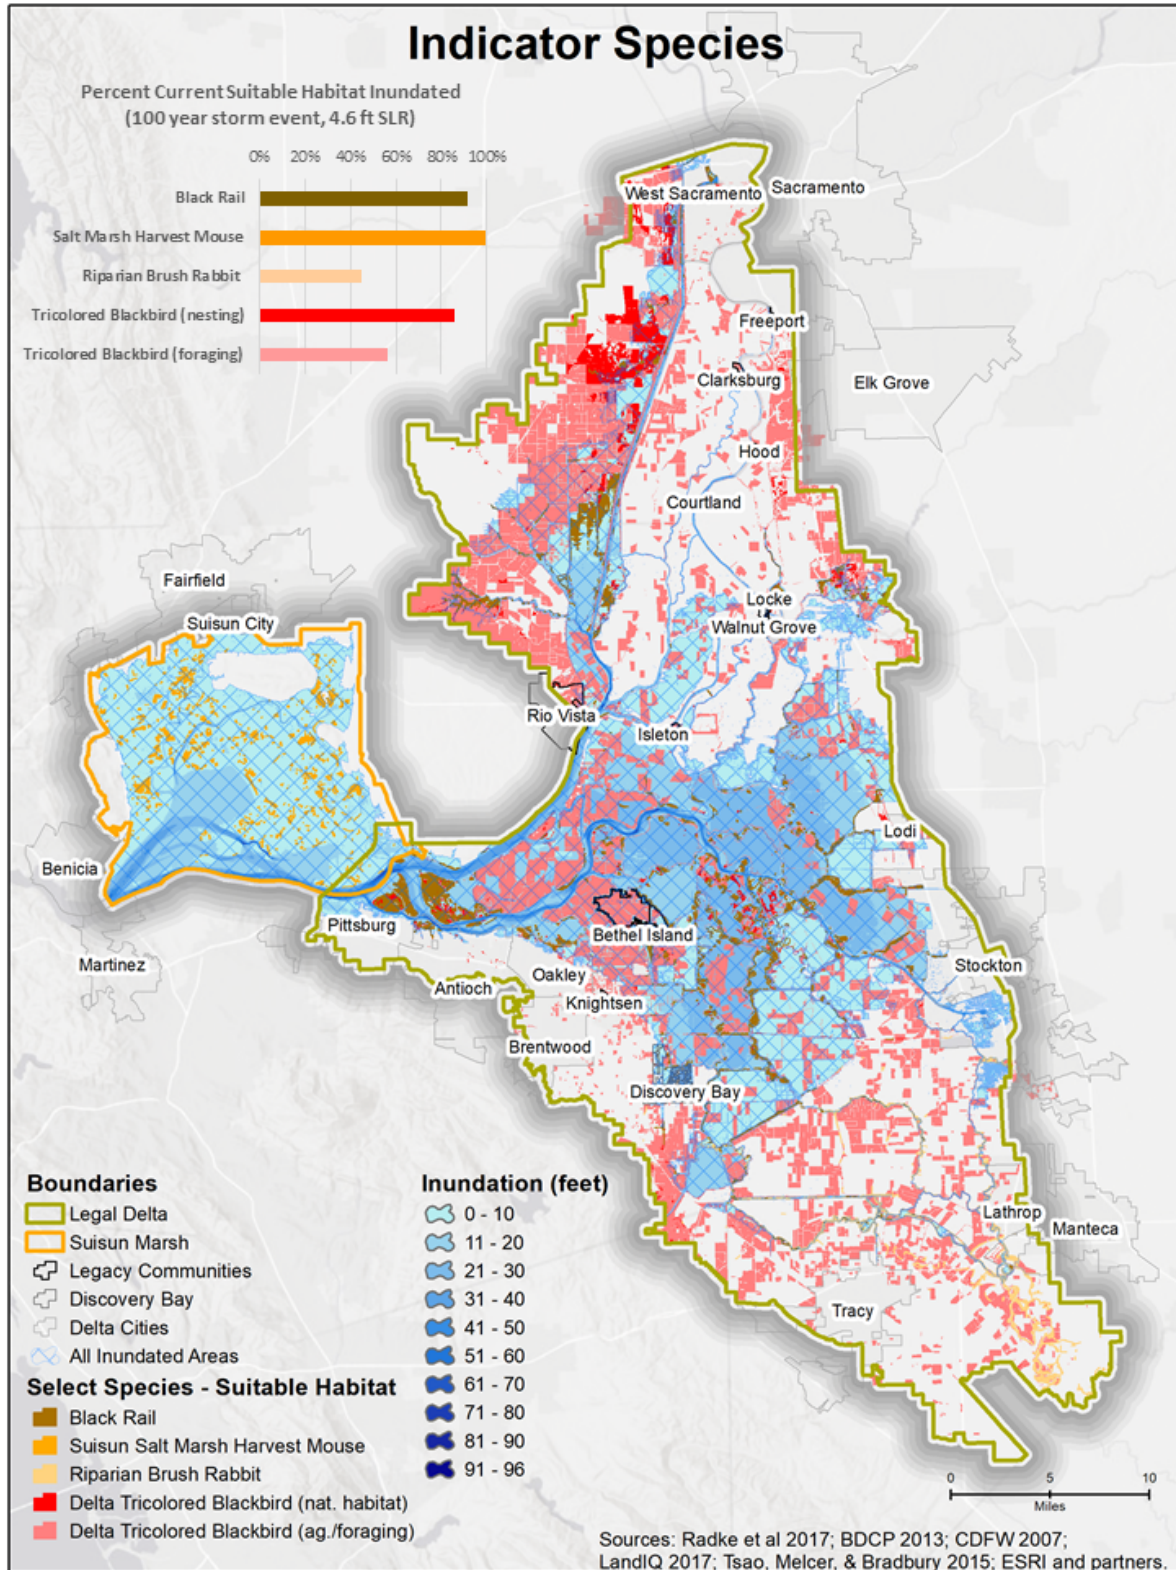 Indicator Species
Percent Current Suitable Habitat Inundated
(100 year storm event, 4.6 ft SLR)
0% 20% 40% 60% 80% 100%
Black Rail
Salt Marsh Harvest Mouse
Riparian Brush Rabbit
Tricolored Blackbird (nesting)
Tricolored Blackbird (foraging)
West Sacramento
Sacramento
Freeport
Clarksburg
Elk Grove
Hood
Courtland
Fairfield
Locke
Suisun City
Walnut Grove
Rio Vista
Isleton
Lodi
Benicia
Pittsburg
Bethel Island
Martinez
Stockton
Oakley
Antioch
Knightsen
Brentwood
Discovery Bay
Lathrop
Manteca
Tracy
Boundaries
Legal Delta
Suisun Marsh
Legacy Communities
Discovery Bay
Delta Cities
All Inundated Areas
Select Species - Suitable Habitat
Black Rail
Suisun Salt Marsh Harvest Mouse
Riparian Brush Rabbit
Delta Tricolored Blackbird (nat. habitat)
Delta Tricolored Blackbird (ag./foraging)
Inundation (feet)
0 - 10
11 - 20
21 - 30
31 - 40
41 - 50
51 - 60
61 - 70
71 - 80
81 - 90
91 - 96
0 5 10
Miles
Sources: Radke et al 2017; BDCP 2013; CDFW 2007;
LandIQ 2017; Tsao, Melcer, & Bradbury 2015; ESRI and partners.